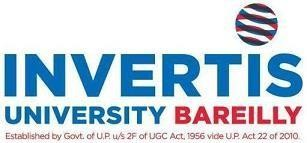 INVERTIS
UNIVERSITY BAREILLY
Established by Govt. of U.P. u/s 2F of UGC Act, 1956 vide U.P. Act 22 of 2010.